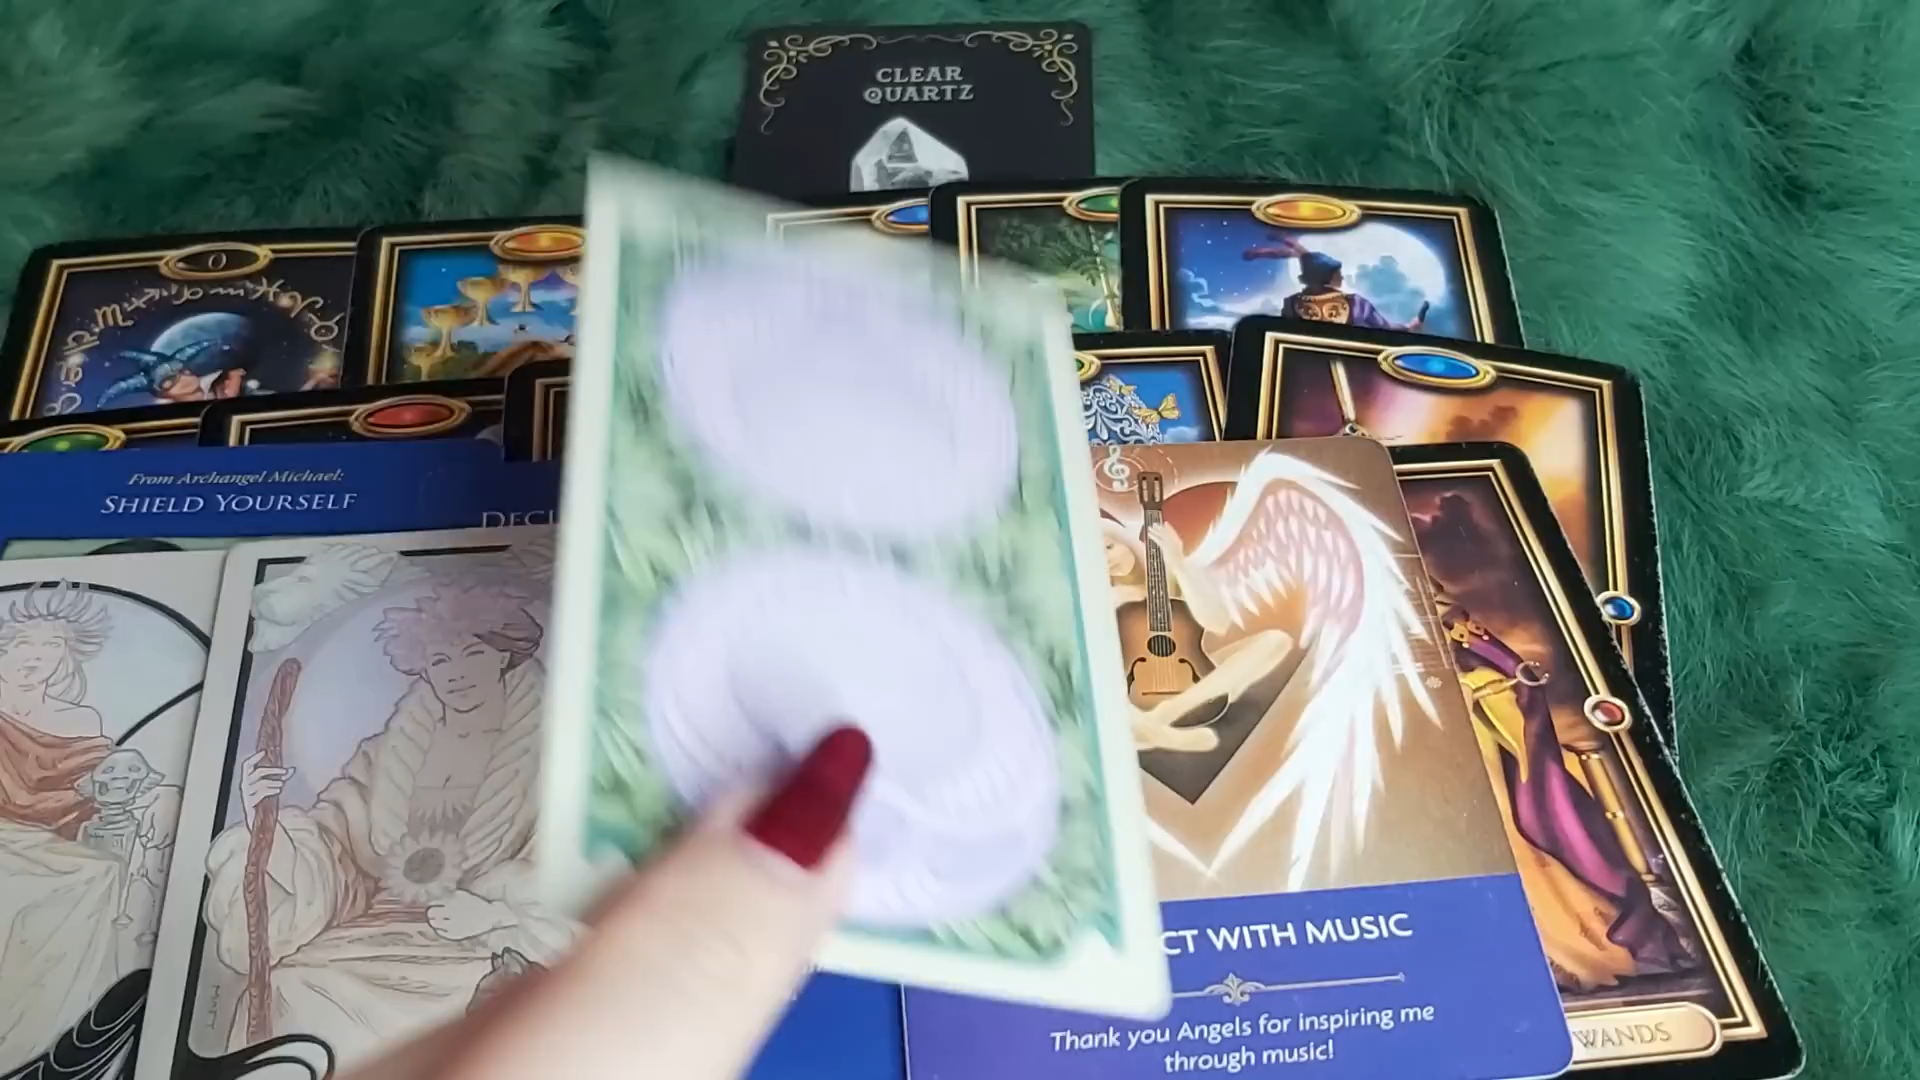 CLEAR
QUARTZ
0
From Archangel Michael:
SHIELD YOURSELF
CT WITH MUSIC
Thank you Angels for inspiring me
through music!
WANDS
MATT